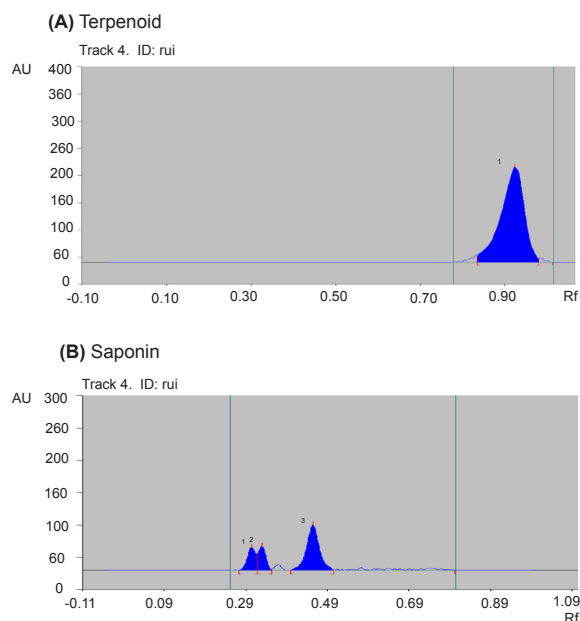 (A) Terpenoid
Track 4. ID: rui
AU
400
360
300
260
200
160
100
60
0
1
-0.10 0.10 0.30 0.50 0.70 0.90 Rf
(B) Saponin
Track 4. ID: rui
AU
300
260
200
160
100
60
0
1 2 3
-0.11 0.09 0.29 0.49 0.69 0.89 1.09
Rf